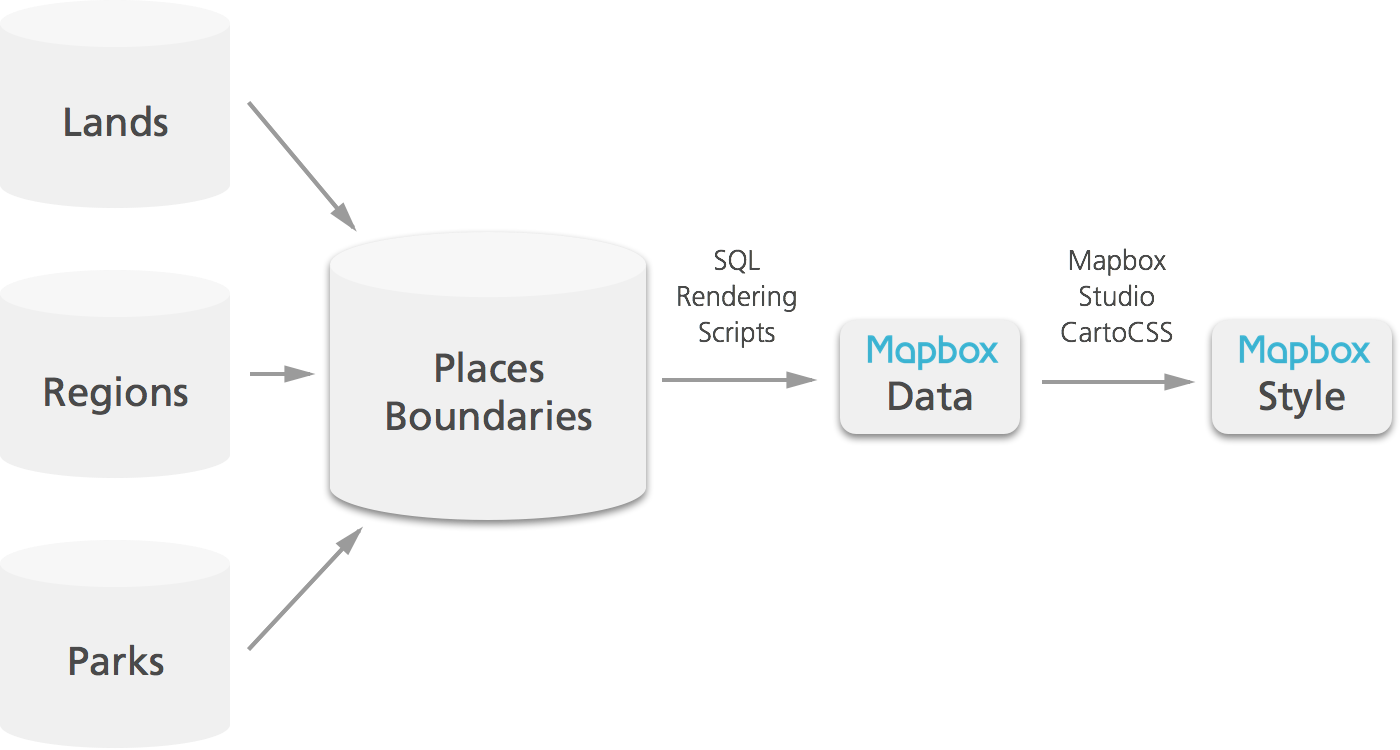 Lands
Regions
Parks
Places
Boundaries
SQL
Rendering
Scripts
Mapbox
Data
Mapbox
Studio
CartoCSS
Mapbox
Style